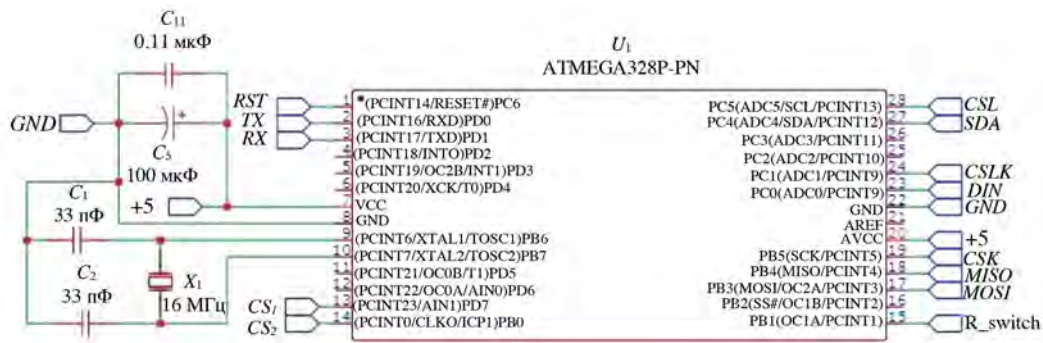 C11
0.11 мкФ
GND
C5
100 мкФ
+5
C1
33 пФ
C2
33 пФ
X1
16 МГц
RST
TX
RX
CS1
CS2
U1
ATMEGA328P-PN
1 (PCINT14/RESET#)PC6
2 (PCINT16/RXD)PD0
3 (PCINT17/TXD)PD1
4 (PCINT18/INTO)PD2
5 (PCINT19/OC2B/INT1)PD3
6 (PCINT20/XCK/T0)PD4
7 VCC
8 GND
9 (PCINT6/XTAL1/TOSC1)PB6
10 (PCINT7/XTAL2/TOSC2)PB7
11 (PCINT21/OC0B/T1)PD5
12 (PCINT22/OC0A/AIN0)PD6
13 (PCINT23/AIN1)PD7
14 (PCINT0/CLKO/ICP1)PB0
PC5(ADC5/SCL/PCINT13) 28 CSL
PC4(ADC4/SDA/PCINT12) 27 SDA
PC3(ADC3/PCINT11) 26
PC2(ADC2/PCINT10) 25
PC1(ADC1/PCINT9) 24 CSLK
PC0(ADC0/PCINT9) 23 DIN
GND 22 GND
AREF 21
AVCC 20 +5
PB5(SCK/PCINT5) 19 CSK
PB4(MISO/PCINT4) 18 MISO
PB3(MOSI/OC2A/PCINT3) 17 MOSI
PB2(SS#/OC1B/PCINT2) 16
PB1(OC1A/PCINT1) 15 R_switch